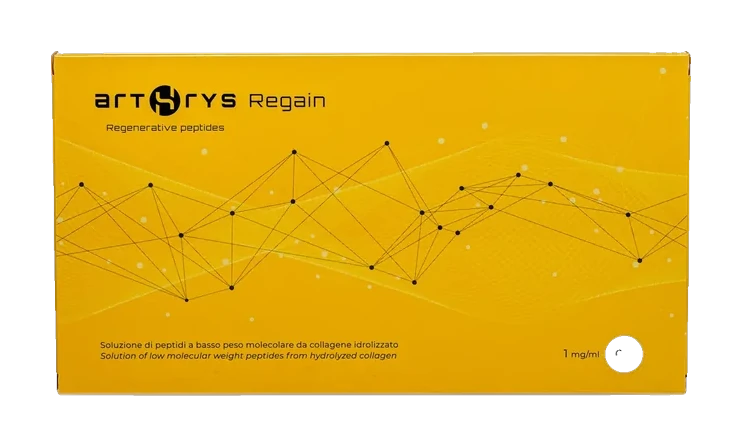 artHrys Regain
Regenerative peptides
Soluzione di peptidi a basso peso molecolare da collagene idrolizzato
Solution of low molecular weight peptides from hydrolyzed collagen
1 mg/ml